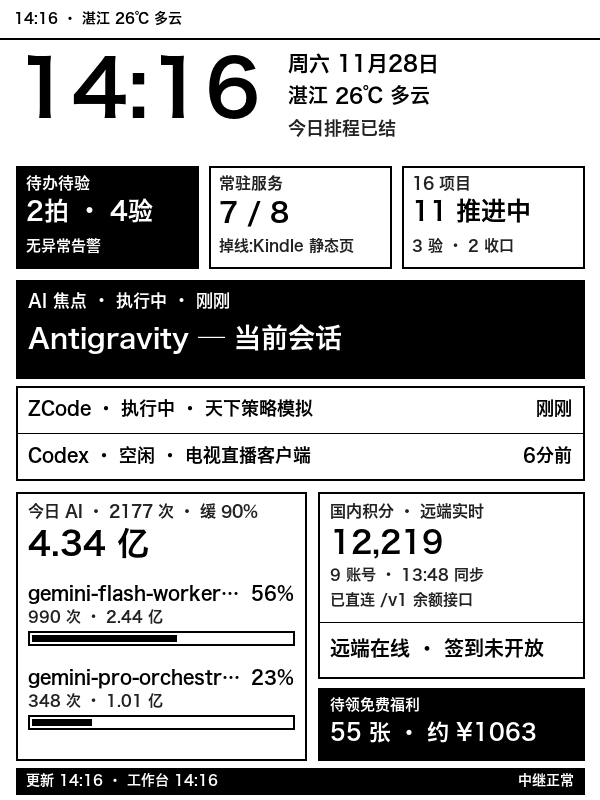 14:16 · 湛江 26℃ 多云
14:16
周六 11月28日
湛江 26℃ 多云
今日排程已结
待办待验
2拍 · 4验
无异常告警
常驻服务
7 / 8
掉线:Kindle 静态页
16 项目
11 推进中
3 验 · 2 收口
AI 焦点 · 执行中 · 刚刚
Antigravity — 当前会话
ZCode · 执行中 · 天下策略模拟 刚刚
Codex · 空闲 · 电视直播客户端 6分前
今日 AI · 2177 次 · 缓 90%
4.34 亿
gemini-flash-worker… 56%
990 次 · 2.44 亿
gemini-pro-orchestr… 23%
348 次 · 1.01 亿
国内积分 · 远端实时
12,219
9 账号 · 13:48 同步
已直连 /v1 余额接口
远端在线 · 签到未开放
待领免费福利
55 张 · 约 ¥1063
更新 14:16 · 工作台 14:16 中继正常